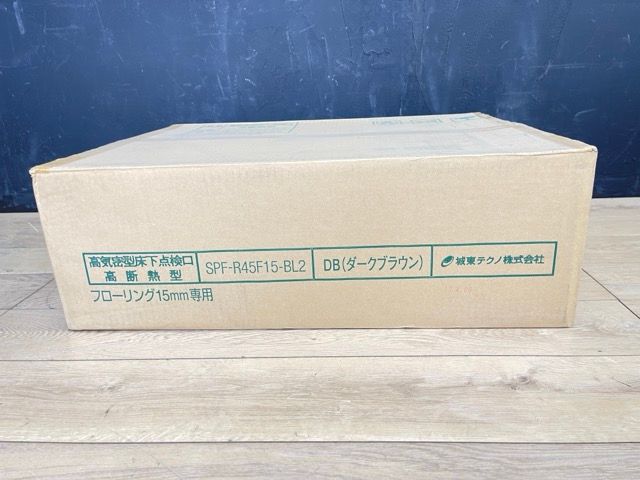 高気密型床下点検口
高断熱型
SPF-R45F15-BL2
DB(ダークブラウン)
城東テクノ株式会社
フローリング15mm専用